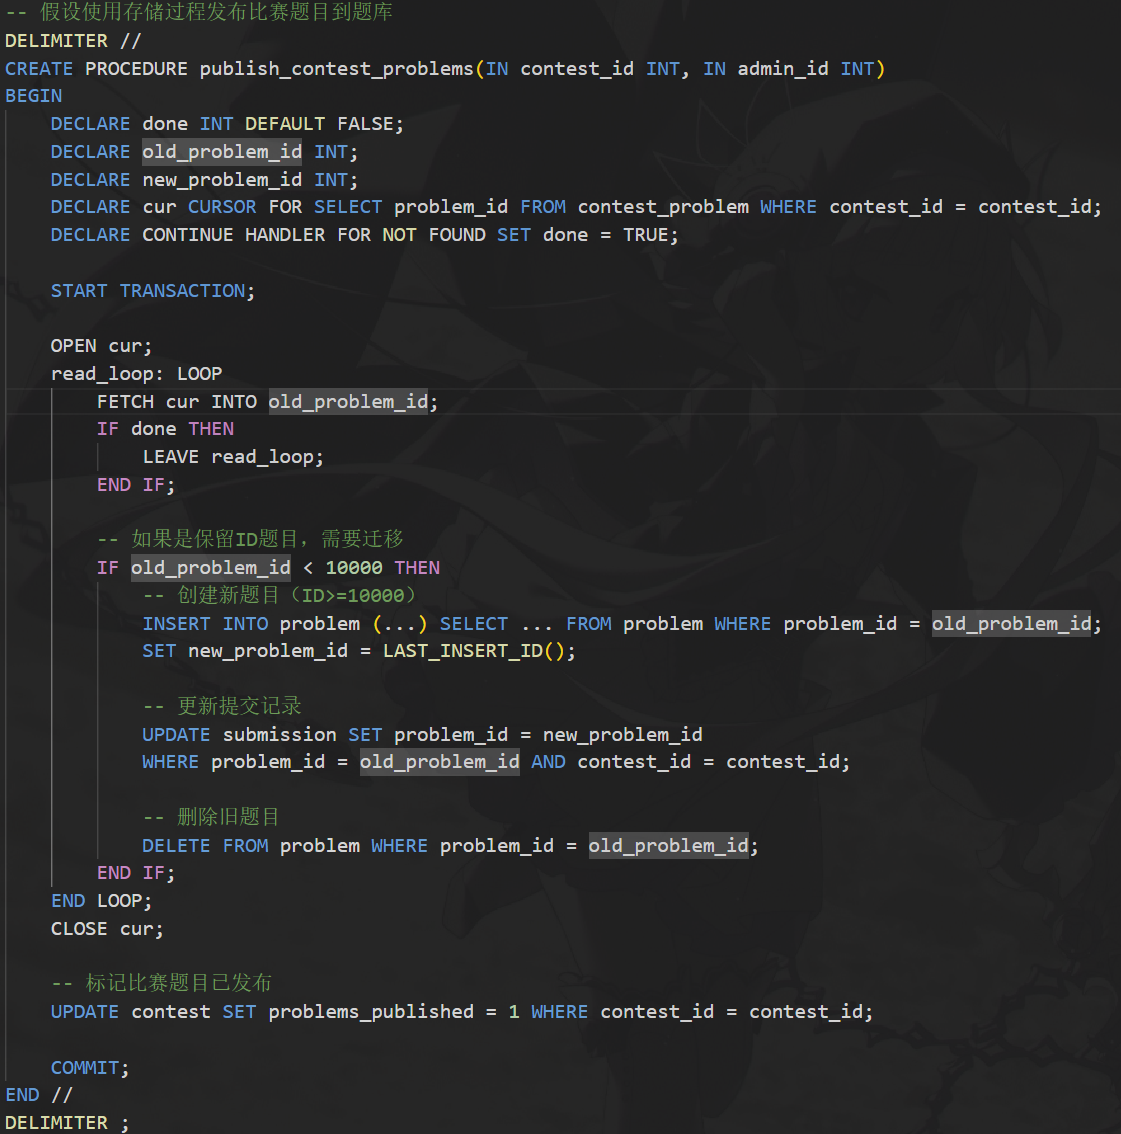 -- 假设使用存储过程发布比赛题目到题库
DELIMITER //
CREATE PROCEDURE publish_contest_problems(IN contest_id INT, IN admin_id INT)
BEGIN
    DECLARE done INT DEFAULT FALSE;
    DECLARE old_problem_id INT;
    DECLARE new_problem_id INT;
    DECLARE cur CURSOR FOR SELECT problem_id FROM contest_problem WHERE contest_id = contest_id;
    DECLARE CONTINUE HANDLER FOR NOT FOUND SET done = TRUE;

    START TRANSACTION;

    OPEN cur;
    read_loop: LOOP
        FETCH cur INTO old_problem_id;
        IF done THEN
            LEAVE read_loop;
        END IF;

        -- 如果是保留ID题目，需要迁移
        IF old_problem_id < 10000 THEN
            -- 创建新题目（ID>=10000）
            INSERT INTO problem (...) SELECT ... FROM problem WHERE problem_id = old_problem_id;
            SET new_problem_id = LAST_INSERT_ID();

            -- 更新提交记录
            UPDATE submission SET problem_id = new_problem_id
            WHERE problem_id = old_problem_id AND contest_id = contest_id;

            -- 删除旧题目
            DELETE FROM problem WHERE problem_id = old_problem_id;
        END IF;
    END LOOP;
    CLOSE cur;

    -- 标记比赛题目已发布
    UPDATE contest SET problems_published = 1 WHERE contest_id = contest_id;

    COMMIT;
END //
DELIMITER ;